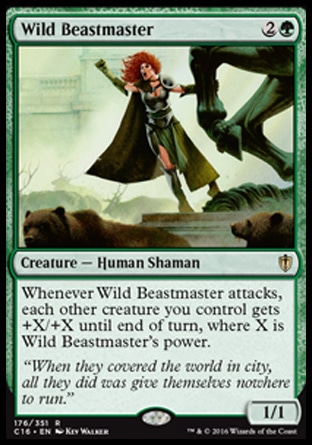 Wild Beastmaster 2
Creature — Human Shaman
Whenever Wild Beastmaster attacks,
each other creature you control gets
+X/+X until end of turn, where X is
Wild Beastmaster's power.
“When they covered the world in city,
all they did was give themselves nowhere
to run.”
1/1
176/351 R
C16 • EN Kev Walker
™ & © 2016 Wizards of the Coast